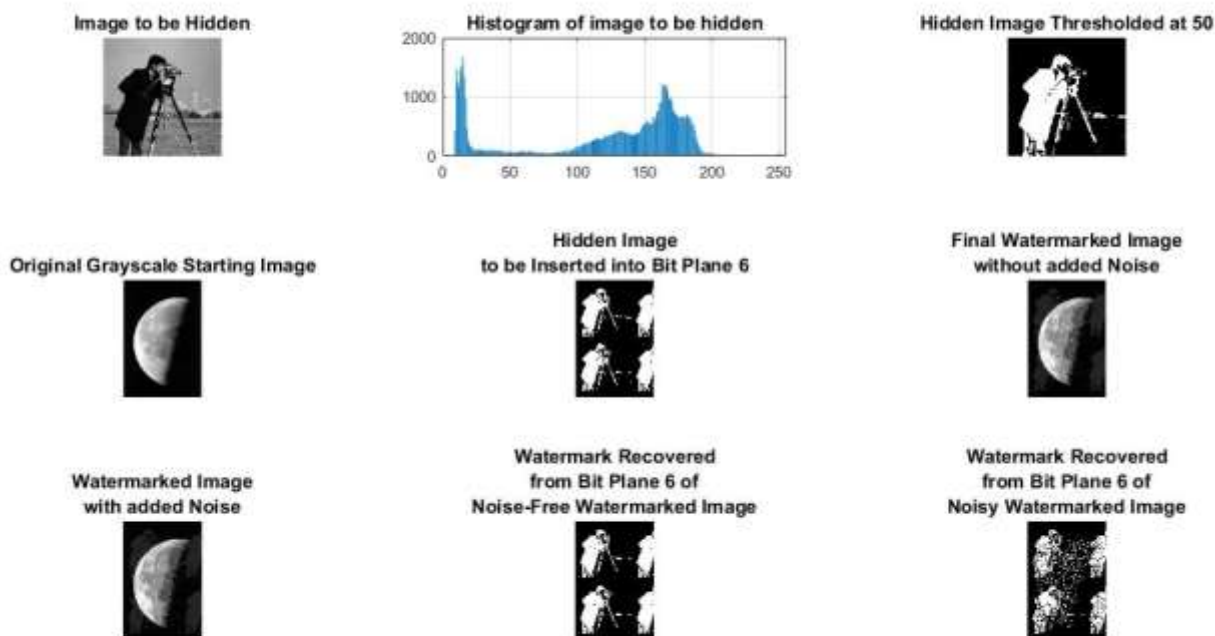 Image to be Hidden
Histogram of image to be hidden
Hidden Image Thresholded at 50
2000
1000
0
0 50 100 150 200 250
Original Grayscale Starting Image
Hidden Image
to be Inserted into Bit Plane 6
Final Watermarked Image
without added Noise
Watermarked Image
with added Noise
Watermark Recovered
from Bit Plane 6 of
Noise-Free Watermarked Image
Watermark Recovered
from Bit Plane 6 of
Noisy Watermarked Image